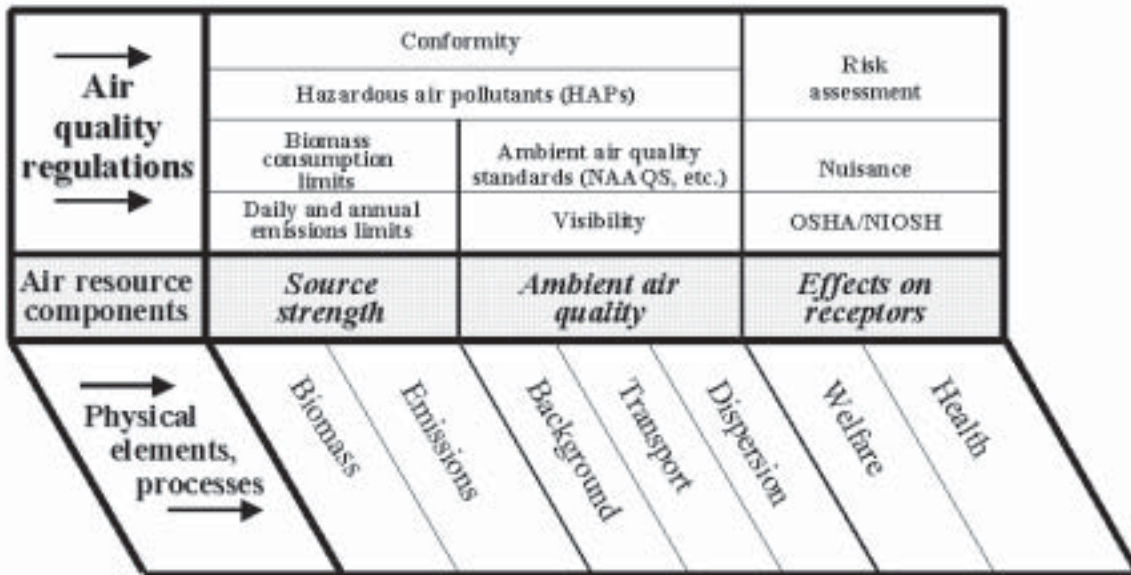 Air
quality
regulations
Conformity
Hazardous air pollutants (HAPs)
Biomass
consumption
limits
Ambient air quality
standards (NAAQS, etc.)
Daily and annual
emissions limits
Visibility
Risk
assessment
Nuisance
OSHA/NIOSH
Air resource
components
Source
strength
Ambient air
quality
Effects on
receptors
Physical
elements,
processes
Biomass
Emissions
Background
Transport
Dispersion
Welfare
Health